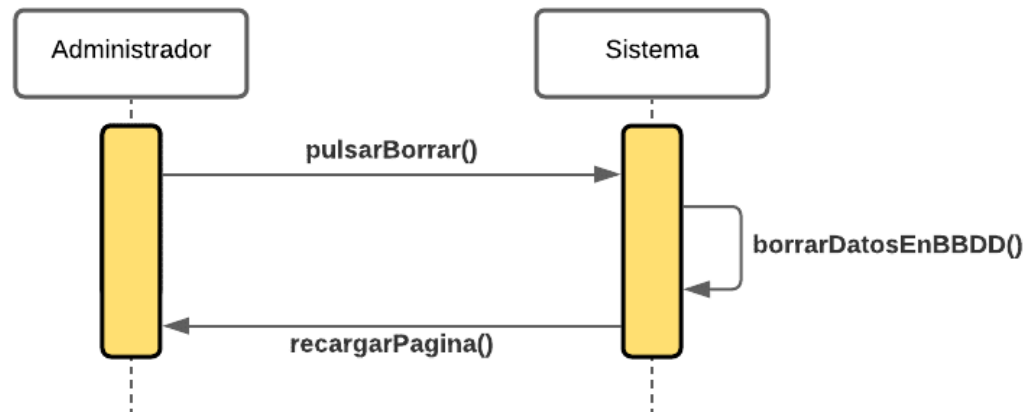 Administrador
Sistema
pulsarBorrar()
borrarDatosEnBBDD()
recargarPagina()